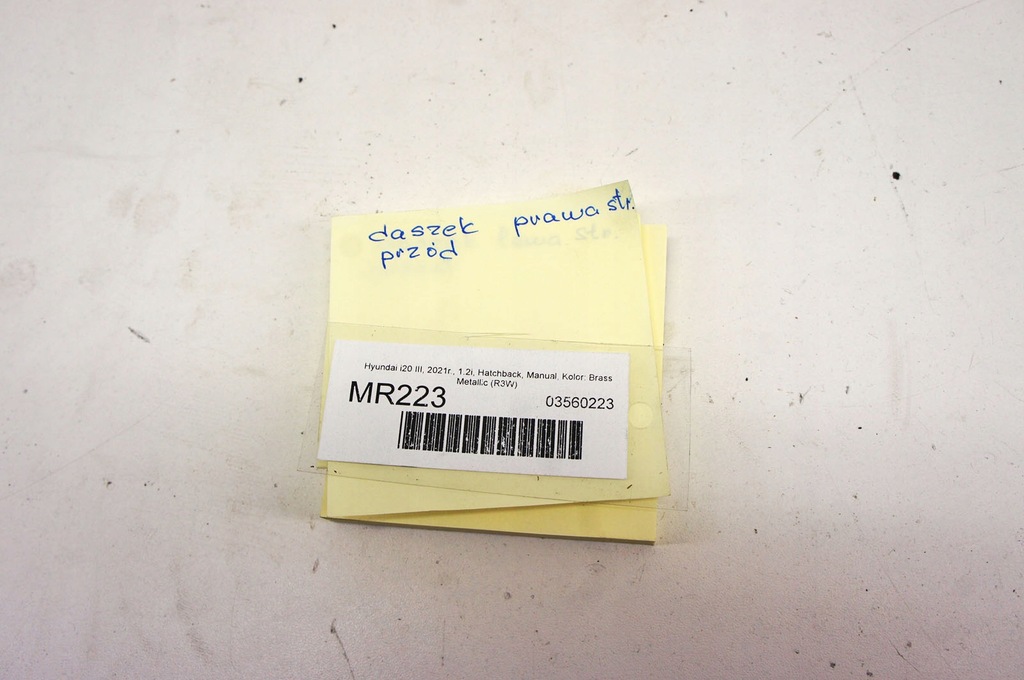 daszek prawa str.
przód
Hyundai i20 III, 2021r., 1.2i, Hatchback, Manual, Kolor: Brass
Metallic (R3W)
MR223 03560223